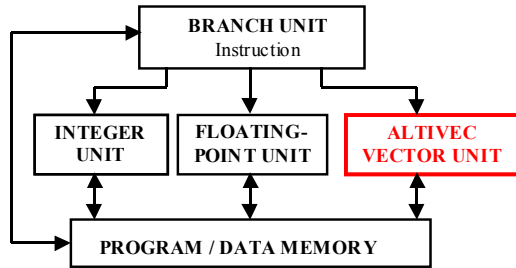 BRANCH UNIT
Instruction
INTEGER
UNIT
FLOATING-
POINT UNIT
ALTIVEC
VECTOR UNIT
PROGRAM / DATA MEMORY